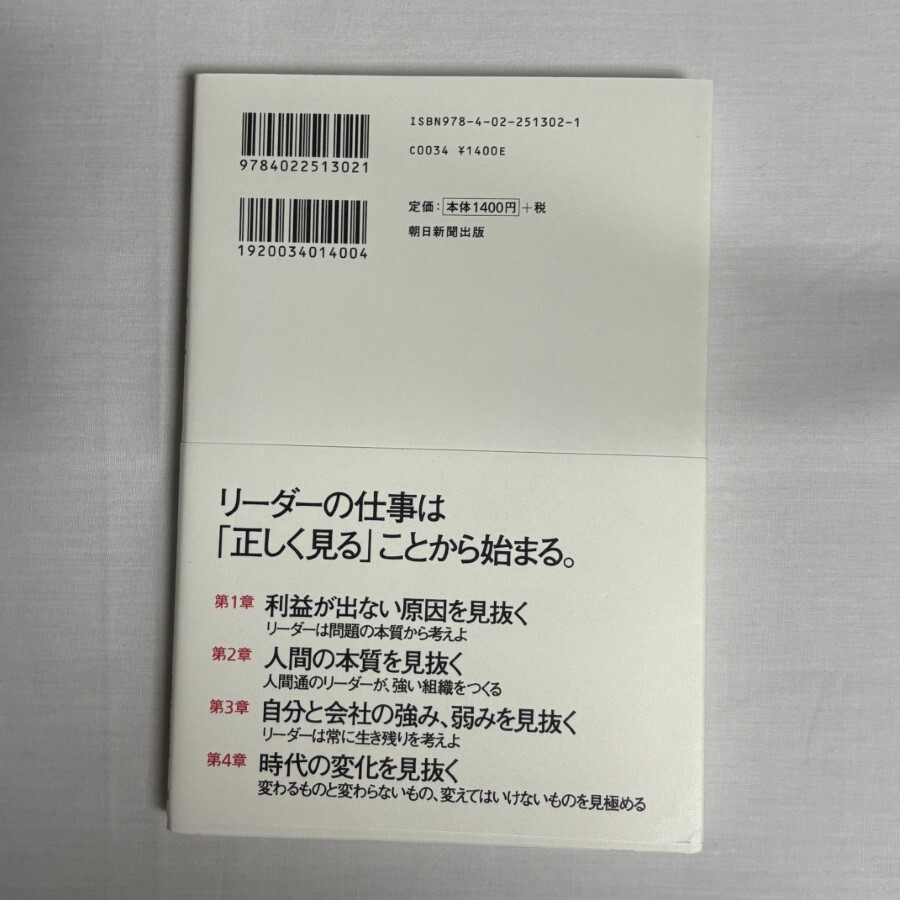 ISBN978-4-02-251302-1
9784022513021
C0034 ¥1400E
1920034014004
定価：本体1400円＋税
朝日新聞出版
リーダーの仕事は
「正しく見る」ことから始まる。
第1章 利益が出ない原因を見抜く
リーダーは問題の本質から考えよ
第2章 人間の本質を見抜く
人間通のリーダーが、強い組織をつくる
第3章 自分と会社の強み、弱みを見抜く
リーダーは常に生き残りを考えよ
第4章 時代の変化を見抜く
変わるものと変わらないもの、変えてはいけないものを見極める